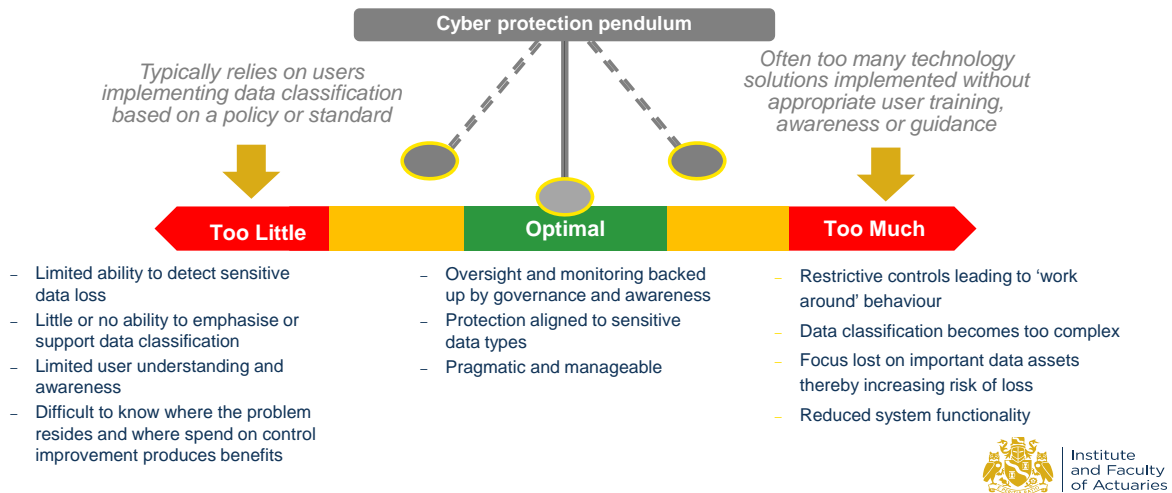 Cyber protection pendulum
Typically relies on users
implementing data classification
based on a policy or standard
Often too many technology
solutions implemented without
appropriate user training,
awareness or guidance
Too Little
Optimal
Too Much
– Limited ability to detect sensitive
data loss
– Little or no ability to emphasise or
support data classification
– Limited user understanding and
awareness
– Difficult to know where the problem
resides and where spend on control
improvement produces benefits
– Oversight and monitoring backed
up by governance and awareness
– Protection aligned to sensitive
data types
– Pragmatic and manageable
– Restrictive controls leading to ‘work
around’ behaviour
– Data classification becomes too complex
– Focus lost on important data assets
thereby increasing risk of loss
– Reduced system functionality
Institute
and Faculty
of Actuaries